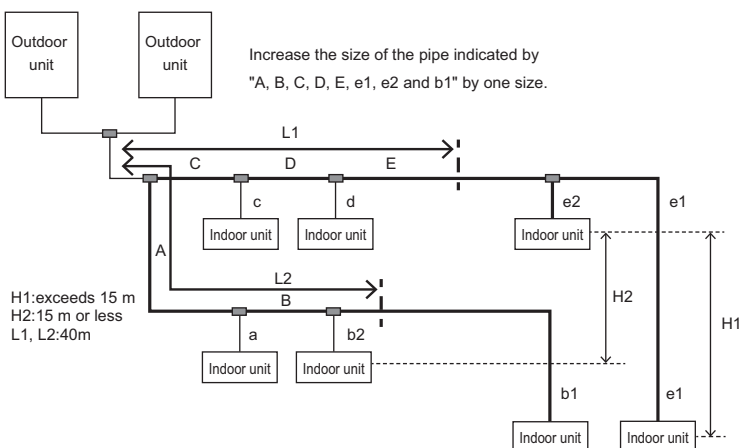 Outdoor
unit
Outdoor
unit
Increase the size of the pipe indicated by
"A, B, C, D, E, e1, e2 and b1" by one size.
L1
C
D
E
c
d
e2
e1
Indoor unit
Indoor unit
Indoor unit
A
L2
B
H1:exceeds 15 m
H2:15 m or less
L1, L2:40m
H2
H1
a
b2
Indoor unit
Indoor unit
b1
e1
Indoor unit
Indoor unit